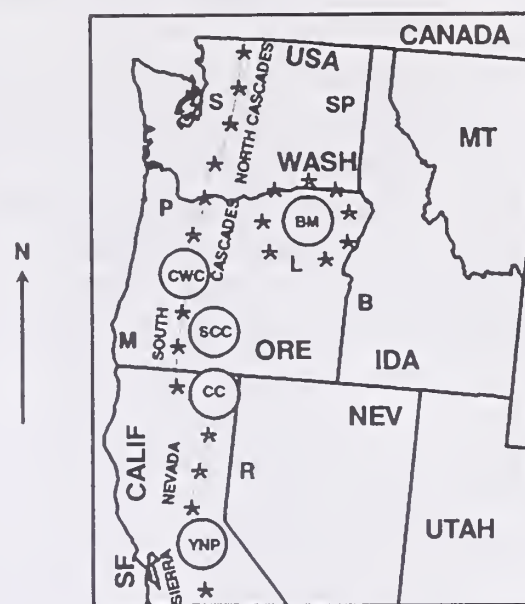 CANADA
USA
S
NORTH CASCADES
SP
MT
WASH
P
BM
CASCADES
N
CWC
L
B
M
SOUTH
SCC
ORE
IDA
CC
NEV
CALIF
NEVADA
R
YNP
UTAH
SF
SIERRA